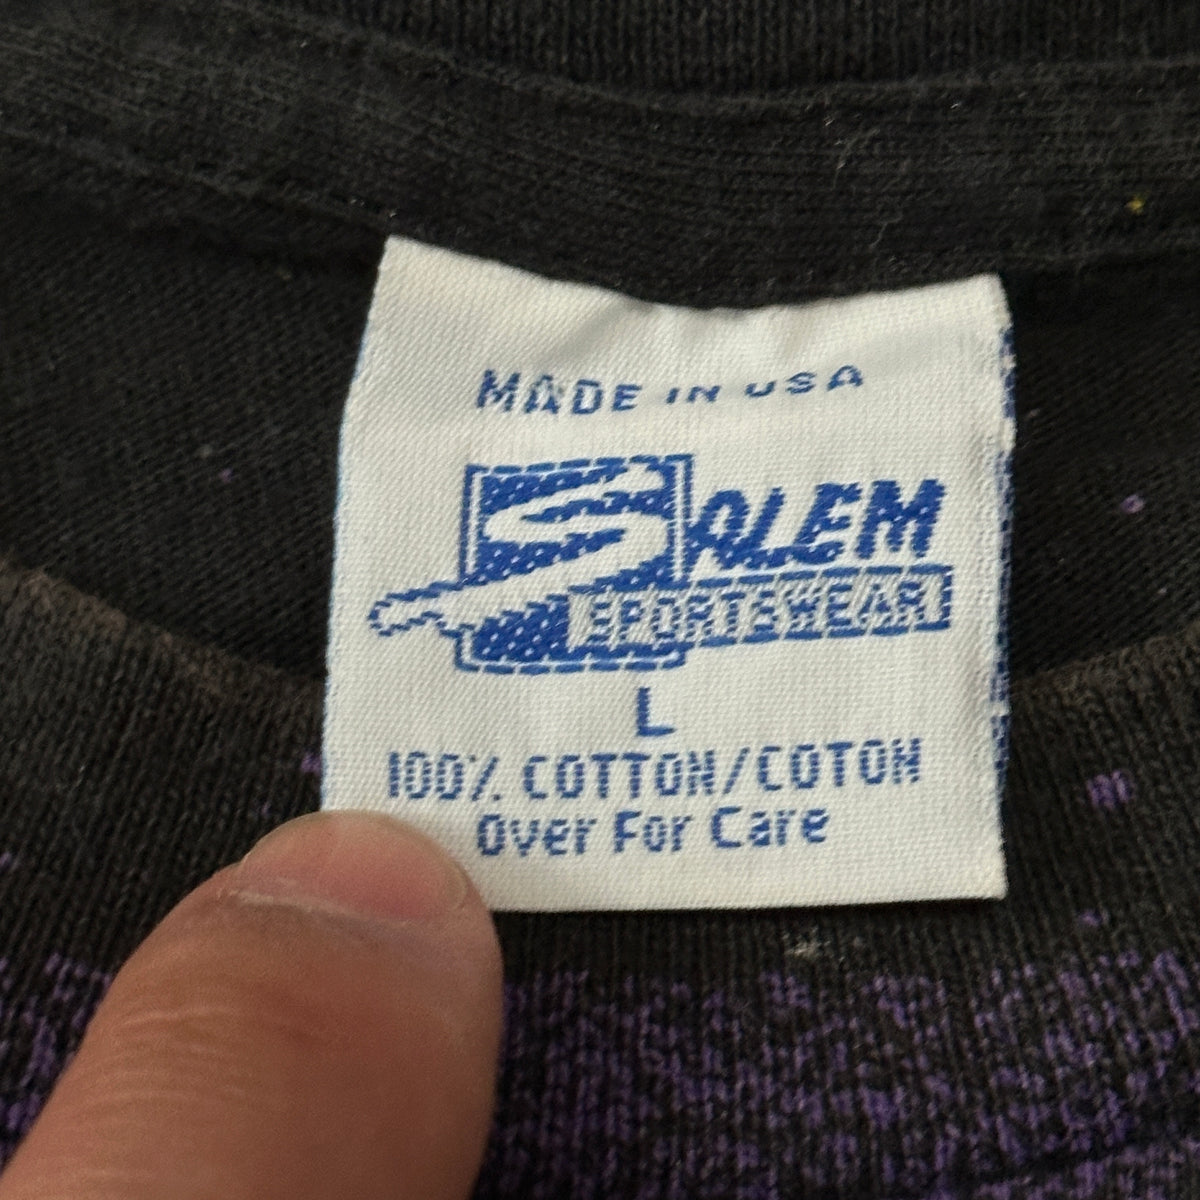 MADE IN USA
SALEM
SPORTSWEAR
L
100% COTTON/COTON
Over For Care